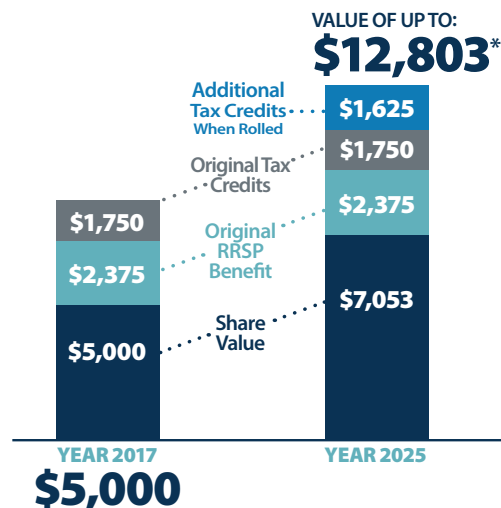 VALUE OF UP TO:
$12,803*
Additional
Tax Credits
When Rolled
$1,625
Original Tax
Credits
$1,750
$1,750
$2,375
Original
RRSP
Benefit
$2,375
$7,053
Share
Value
$5,000
YEAR 2017
YEAR 2025
$5,000